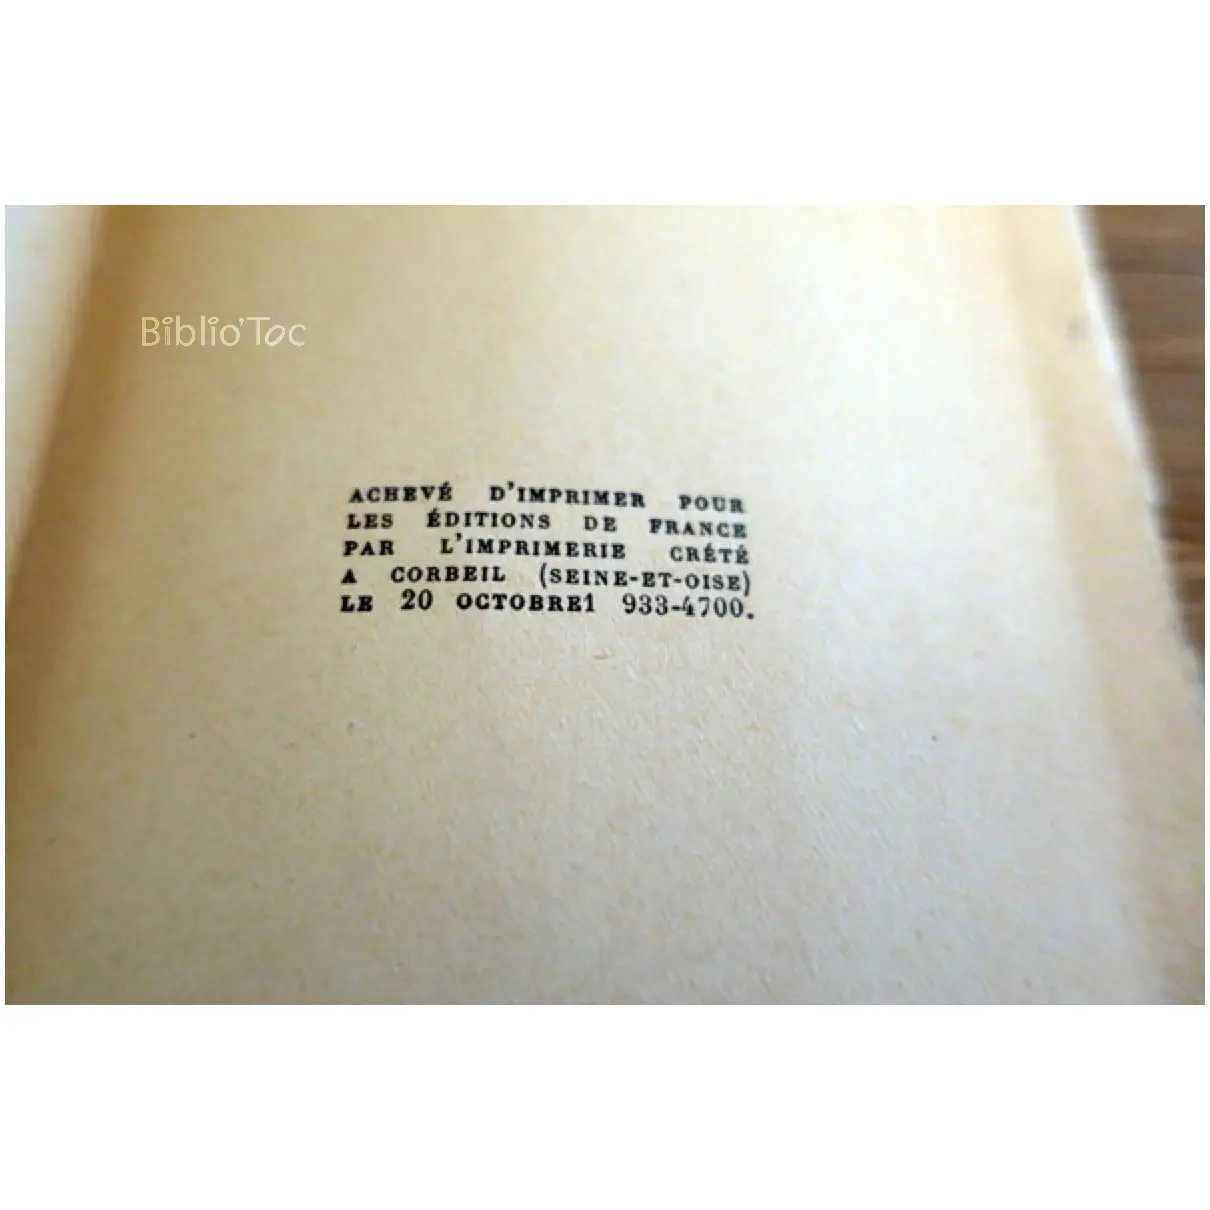 Biblio'Toc
ACHEVÉ D'IMPRIMER POUR
LES ÉDITIONS DE FRANCE
PAR L'IMPRIMERIE CRÉTÉ
A CORBEIL (SEINE-ET-OISE)
LE 20 OCTOBRE1 933-4700.